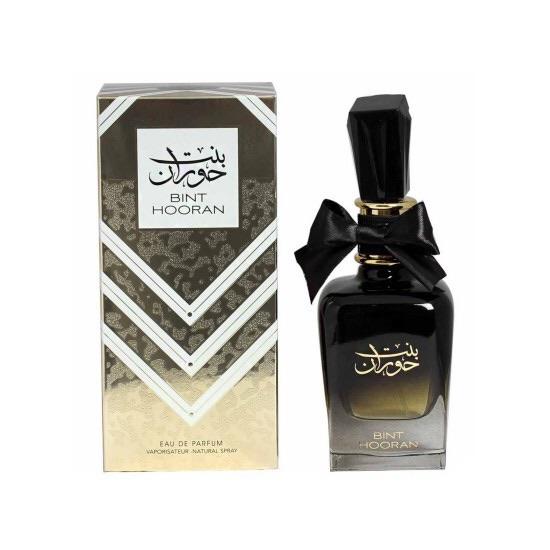 بنت
حوران
BINT
HOORAN
EAU DE PARFUM
VAPORISATEUR NATURAL SPRAY
بنت
حوران
BINT
HOORAN